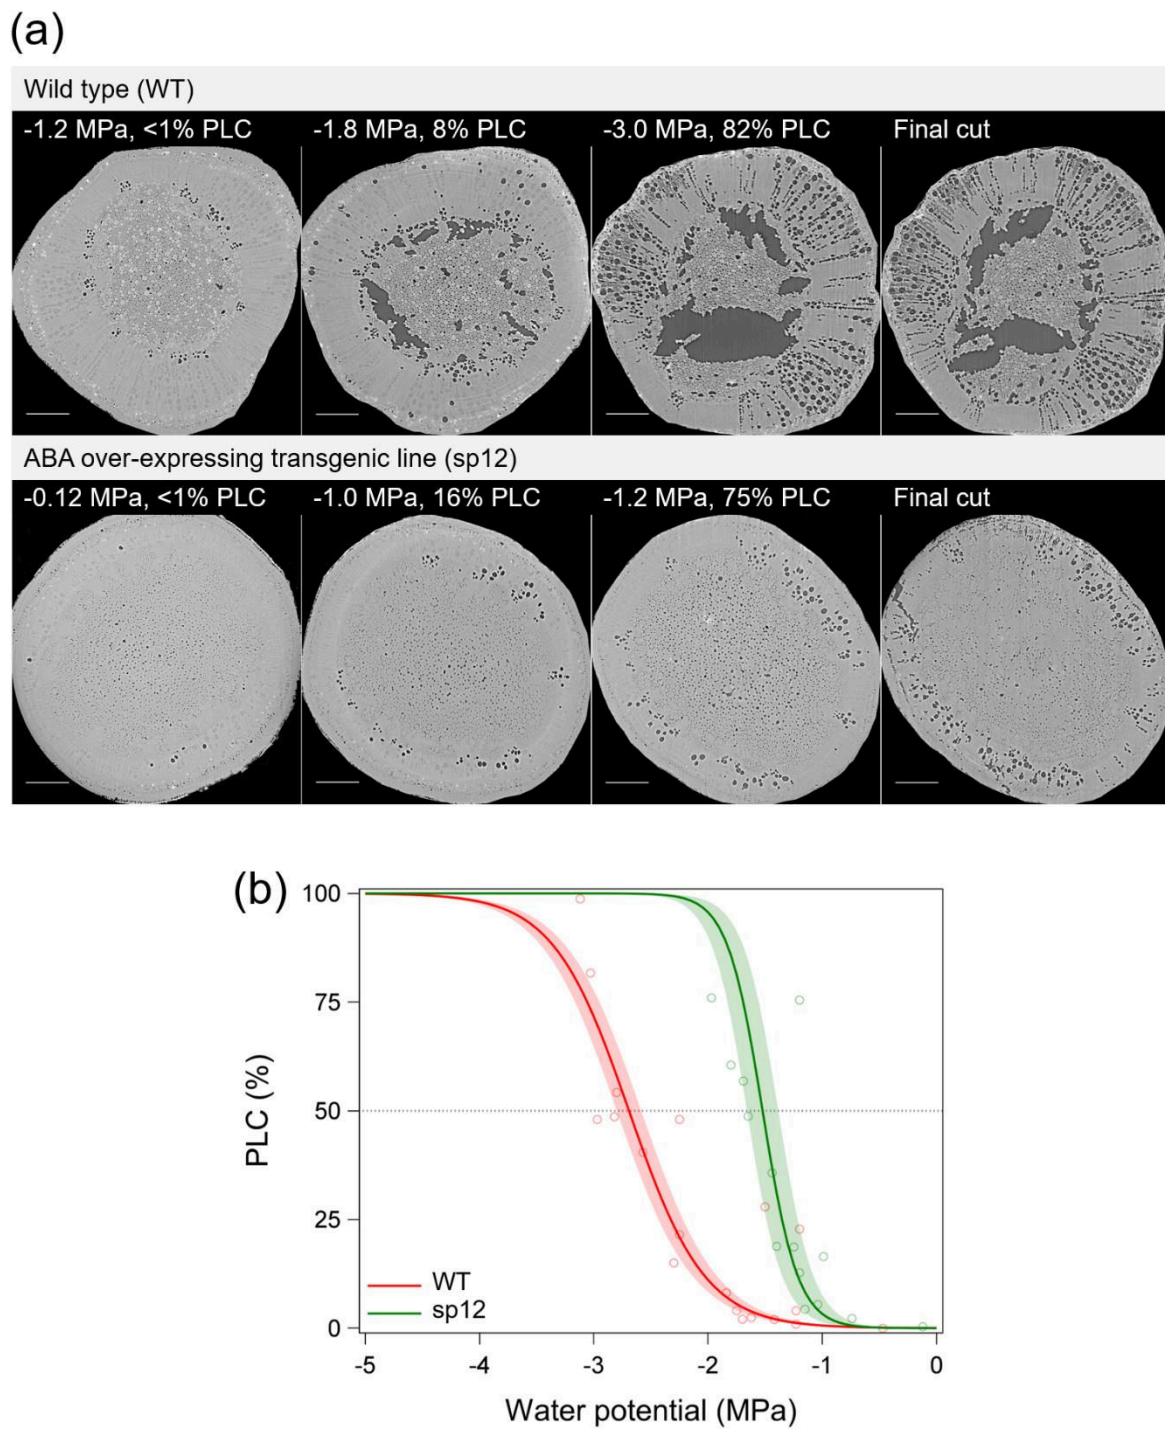 (a)
Wild type (WT)
-1.2 MPa, <1% PLC
-1.8 MPa, 8% PLC
-3.0 MPa, 82% PLC
Final cut
ABA over-expressing transgenic line (sp12)
-0.12 MPa, <1% PLC
-1.0 MPa, 16% PLC
-1.2 MPa, 75% PLC
Final cut
(b)
100
75
50
25
0
PLC (%)
WT
sp12
-5 -4 -3 -2 -1 0
Water potential (MPa)